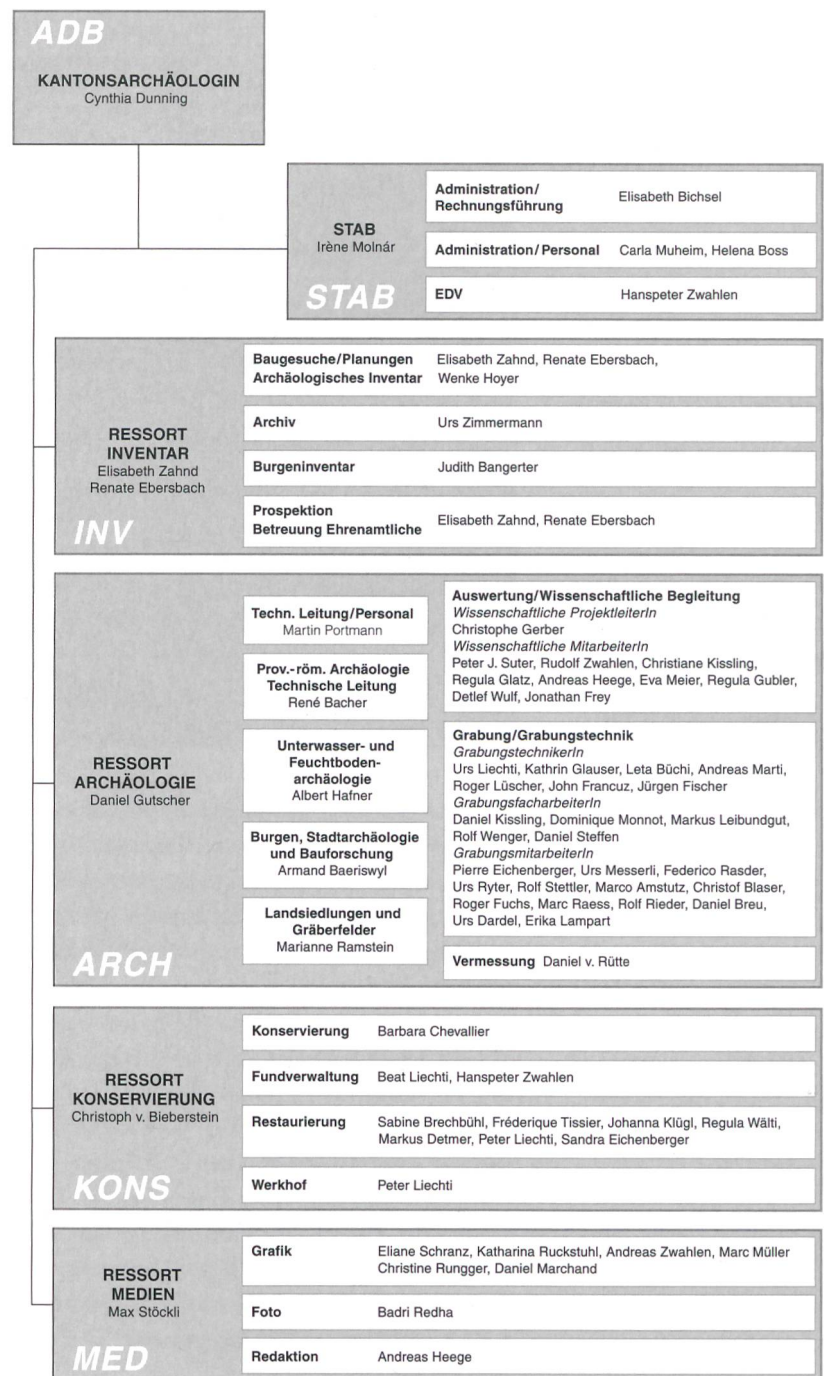 ADB
KANTONSARCHÄOLOGIN
Cynthia Dunning
STAB
Irène Molnár
STAB
Administration/
Rechnungsführung
Elisabeth Bichsel
Administration/Personal
Carla Muheim, Helena Boss
EDV
Hanspeter Zwahlen
RESSORT
INVENTAR
Elisabeth Zahnd
Renate Ebersbach
INV
Baugesuche/Planungen
Archäologisches Inventar
Elisabeth Zahnd, Renate Ebersbach,
Wenke Hoyer
Archiv
Urs Zimmermann
Burgeninventar
Judith Bangerter
Prospektion
Betreuung Ehrenamtliche
Elisabeth Zahnd, Renate Ebersbach
RESSORT
ARCHÄOLOGIE
Daniel Gutscher
ARCH
Techn. Leitung/Personal
Martin Portmann
Prov.-röm. Archäologie
Technische Leitung
René Bacher
Unterwasser- und
Feuchtboden-
archäologie
Albert Hafner
Burgen, Stadtarchäologie
und Bauforschung
Armand Baeriswyl
Landsiedlungen und
Gräberfelder
Marianne Ramstein
Auswertung/Wissenschaftliche Begleitung
Wissenschaftliche ProjektleiterIn
Christophe Gerber
Wissenschaftliche MitarbeiterIn
Peter J. Suter, Rudolf Zwahlen, Christiane Kissling,
Regula Glatz, Andreas Heege, Eva Meier, Regula Gubler,
Detlef Wulf, Jonathan Frey
Grabung/Grabungstechnik
GrabungstechnikerIn
Urs Liechti, Kathrin Glauser, Leta Büchi, Andreas Marti,
Roger Lüscher, John Francuz, Jürgen Fischer
GrabungsfacharbeiterIn
Daniel Kissling, Dominique Monnot, Markus Leibundgut,
Rolf Wenger, Daniel Steffen
GrabungsmitarbeiterIn
Pierre Eichenberger, Urs Messerli, Federico Rasder,
Urs Ryter, Rolf Stettler, Marco Amstutz, Christof Blaser,
Roger Fuchs, Marc Raess, Rolf Rieder, Daniel Breu,
Urs Dardel, Erika Lampart
Vermessung Daniel v. Rütte
RESSORT
KONSERVIERUNG
Christoph v. Bieberstein
KONS
Konservierung
Barbara Chevallier
Fundverwaltung
Beat Liechti, Hanspeter Zwahlen
Restaurierung
Sabine Brechbühl, Fréderique Tissier, Johanna Klügl, Regula Wälti,
Markus Detmer, Peter Liechti, Sandra Eichenberger
Werkhof
Peter Liechti
RESSORT
MEDIEN
Max Stöckli
MED
Grafik
Eliane Schranz, Katharina Ruckstuhl, Andreas Zwahlen, Marc Müller
Christine Rungger, Daniel Marchand
Foto
Badri Redha
Redaktion
Andreas Heege